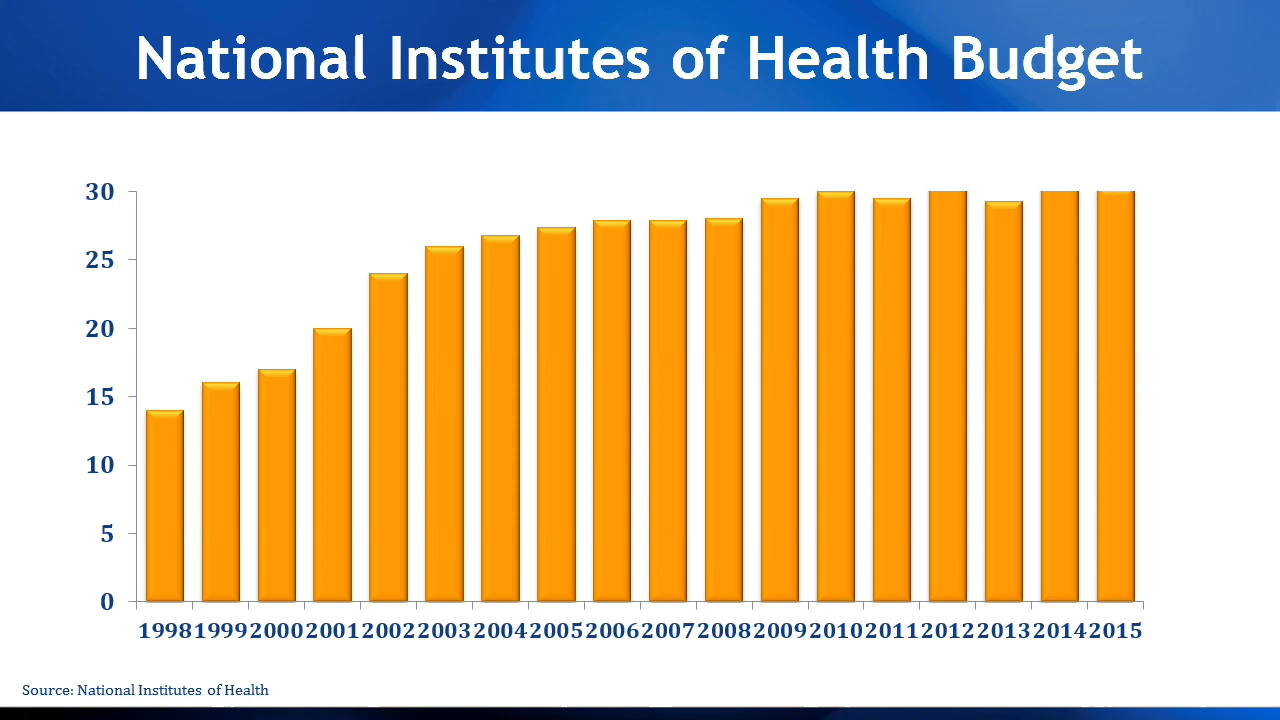 National Institutes of Health Budget
30
25
20
15
10
5
0
1998 1999 2000 2001 2002 2003 2004 2005 2006 2007 2008 2009 2010 2011 2012 2013 2014 2015
Source: National Institutes of Health